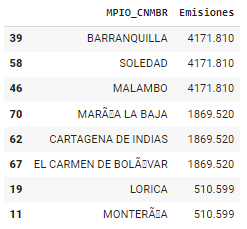 MPIO_CNMBR Emisiones
39 BARRANQUILLA 4171.810
58 SOLEDAD 4171.810
46 MALAMBO 4171.810
70 MARÃ�A LA BAJA 1869.520
62 CARTAGENA DE INDIAS 1869.520
67 EL CARMEN DE BOLÃ�VAR 1869.520
19 LORICA 510.599
11 MONTERÃ�A 510.599